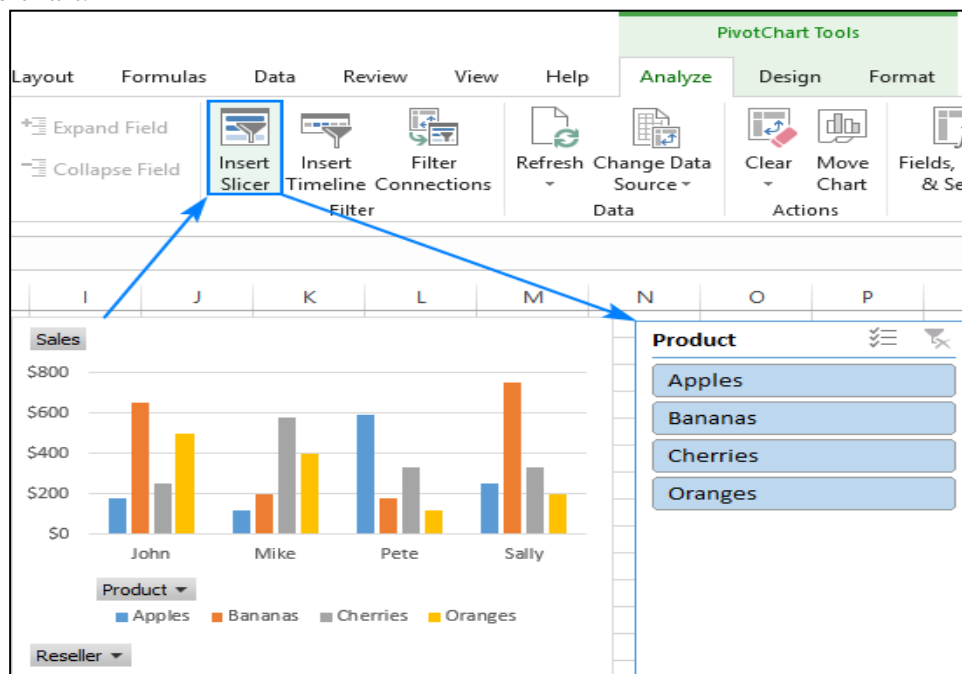 PivotChart Tools
Layout Formulas Data Review View Help Analyze Design Format
Expand Field
Collapse Field
Insert Slicer
Insert Timeline
Filter Connections
Filter
Refresh
Change Data Source
Data
Clear
Move Chart
Actions
Fields,
I J K L M N O P
Sales
$800
$600
$400
$200
$0
John Mike Pete Sally
Product
Apples Bananas Cherries Oranges
Reseller
Product
Apples
Bananas
Cherries
Oranges